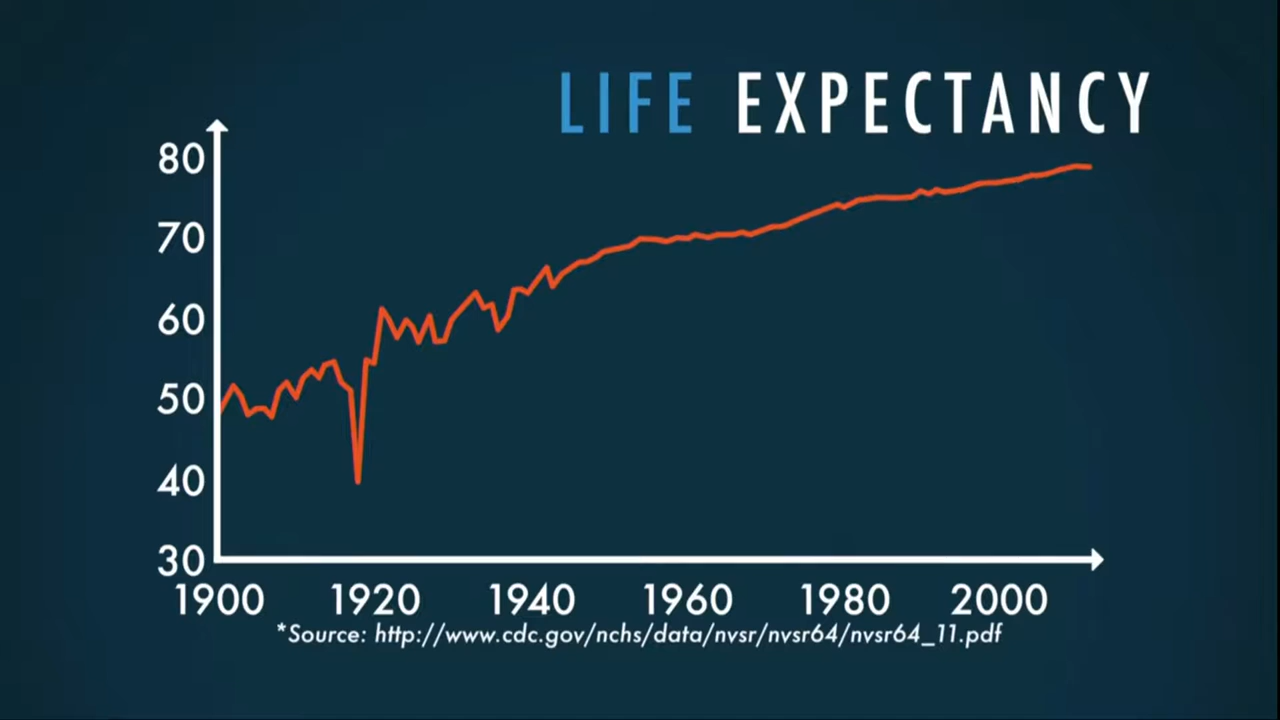 LIFE EXPECTANCY
80
70
60
50
40
30
1900 1920 1940 1960 1980 2000
*Source: http://www.cdc.gov/nchs/data/nvsr/nvsr64/nvsr64_11.pdf